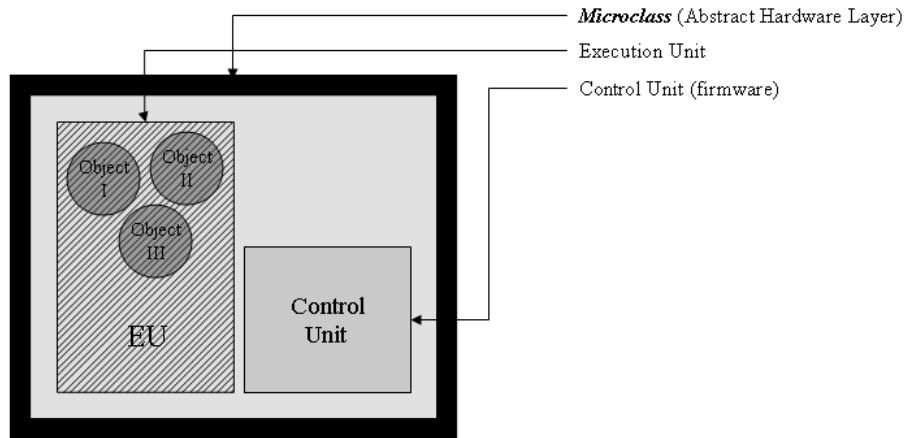 Microclass (Abstract Hardware Layer)
Execution Unit
Control Unit (firmware)
Object
I
Object
II
Object
III
EU
Control
Unit